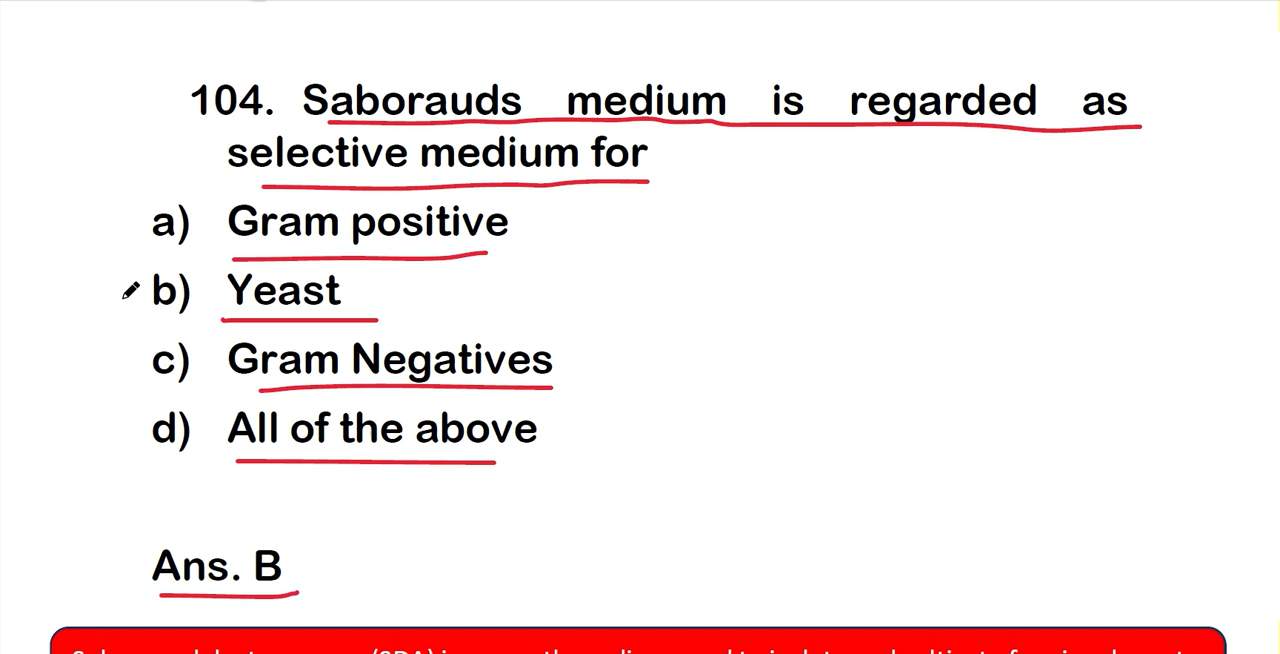 104. Saborauds medium is regarded as
selective medium for
a) Gram positive
b) Yeast
c) Gram Negatives
d) All of the above
Ans. B